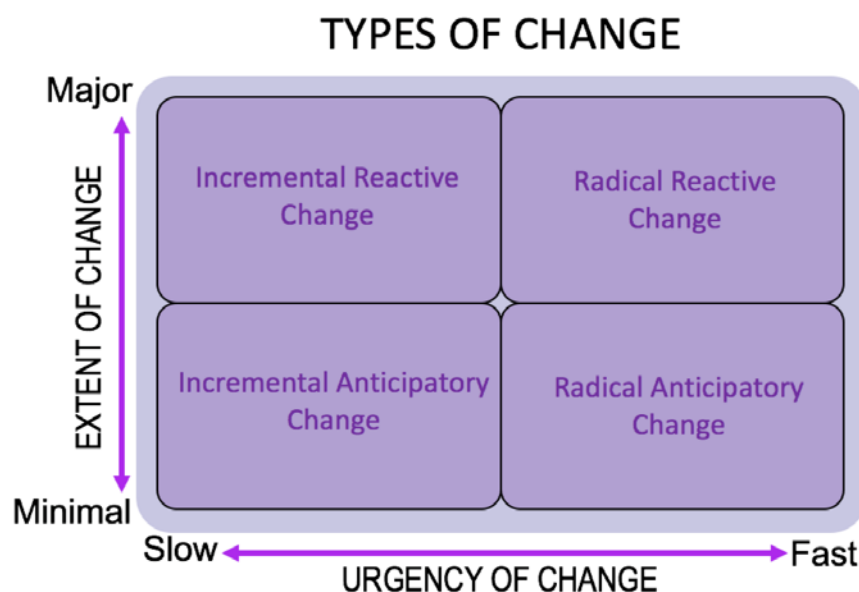 TYPES OF CHANGE
Major
EXTENT OF CHANGE
Incremental Reactive
Change
Radical Reactive
Change
Incremental Anticipatory
Change
Radical Anticipatory
Change
Minimal
Slow
Fast
URGENCY OF CHANGE